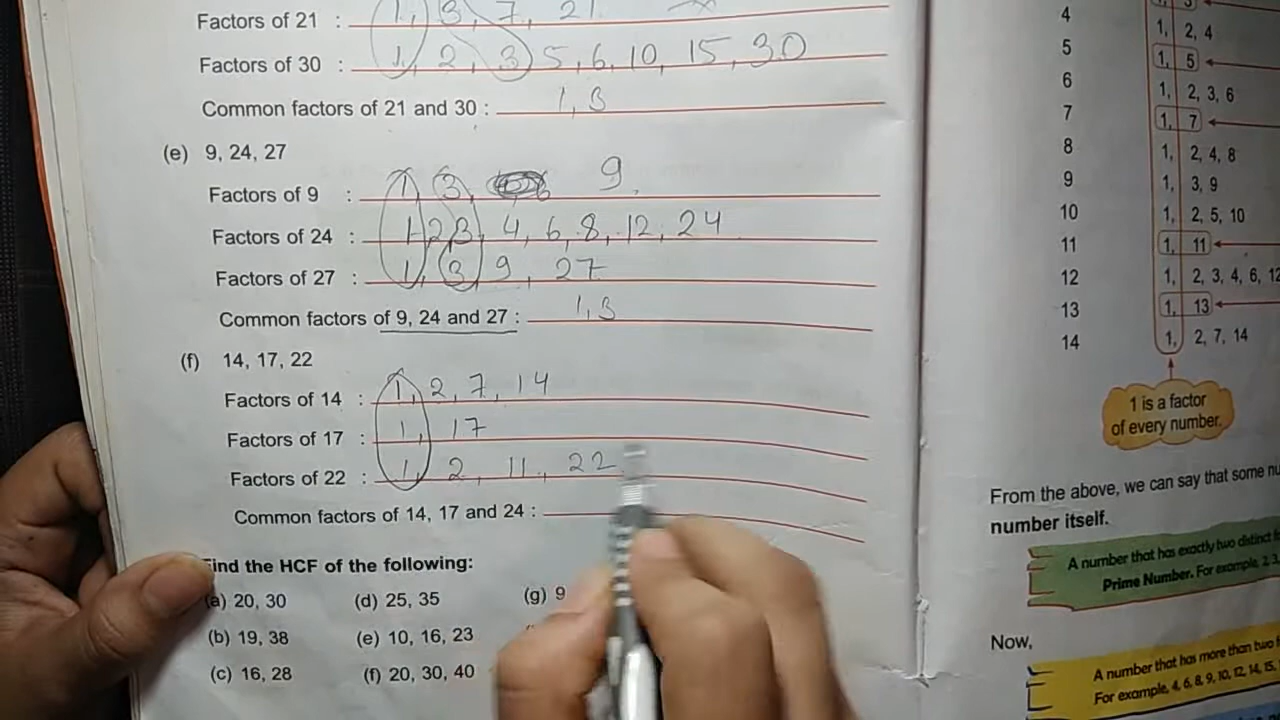 Factors of 21 : 1, 3, 7, 21
Factors of 30 : 1, 2, 3, 5, 6, 10, 15, 30
Common factors of 21 and 30 : 1, 3
(e) 9, 24, 27
Factors of 9 : 1, 3, 9,
Factors of 24 : 1, 2, 3, 4, 6, 8, 12, 24
Factors of 27 : 1, 3, 9, 27
Common factors of 9, 24 and 27 : 1, 3
(f) 14, 17, 22
Factors of 14 : 1, 2, 7, 14
Factors of 17 : 1, 17
Factors of 22 : 1, 2, 11, 22
Common factors of 14, 17 and 24 :
Find the HCF of the following:
(a) 20, 30 (d) 25, 35 (g) 9
(b) 19, 38 (e) 10, 16, 23
(c) 16, 28 (f) 20, 30, 40
4 1, 2, 4
5 1, 5
6 1, 2, 3, 6
7 1, 7
8 1, 2, 4, 8
9 1, 3, 9
10 1, 2, 5, 10
11 1, 11
12 1, 2, 3, 4, 6, 12
13 1, 13
14 1, 2, 7, 14
1 is a factor
of every number.
From the above, we can say that some
number itself.
A number that has exactly two distinct
Prime Number. For example, 2, 3,
Now,
A number that has more than two
For example, 4, 6, 8, 9, 10, 12, 14, 15,